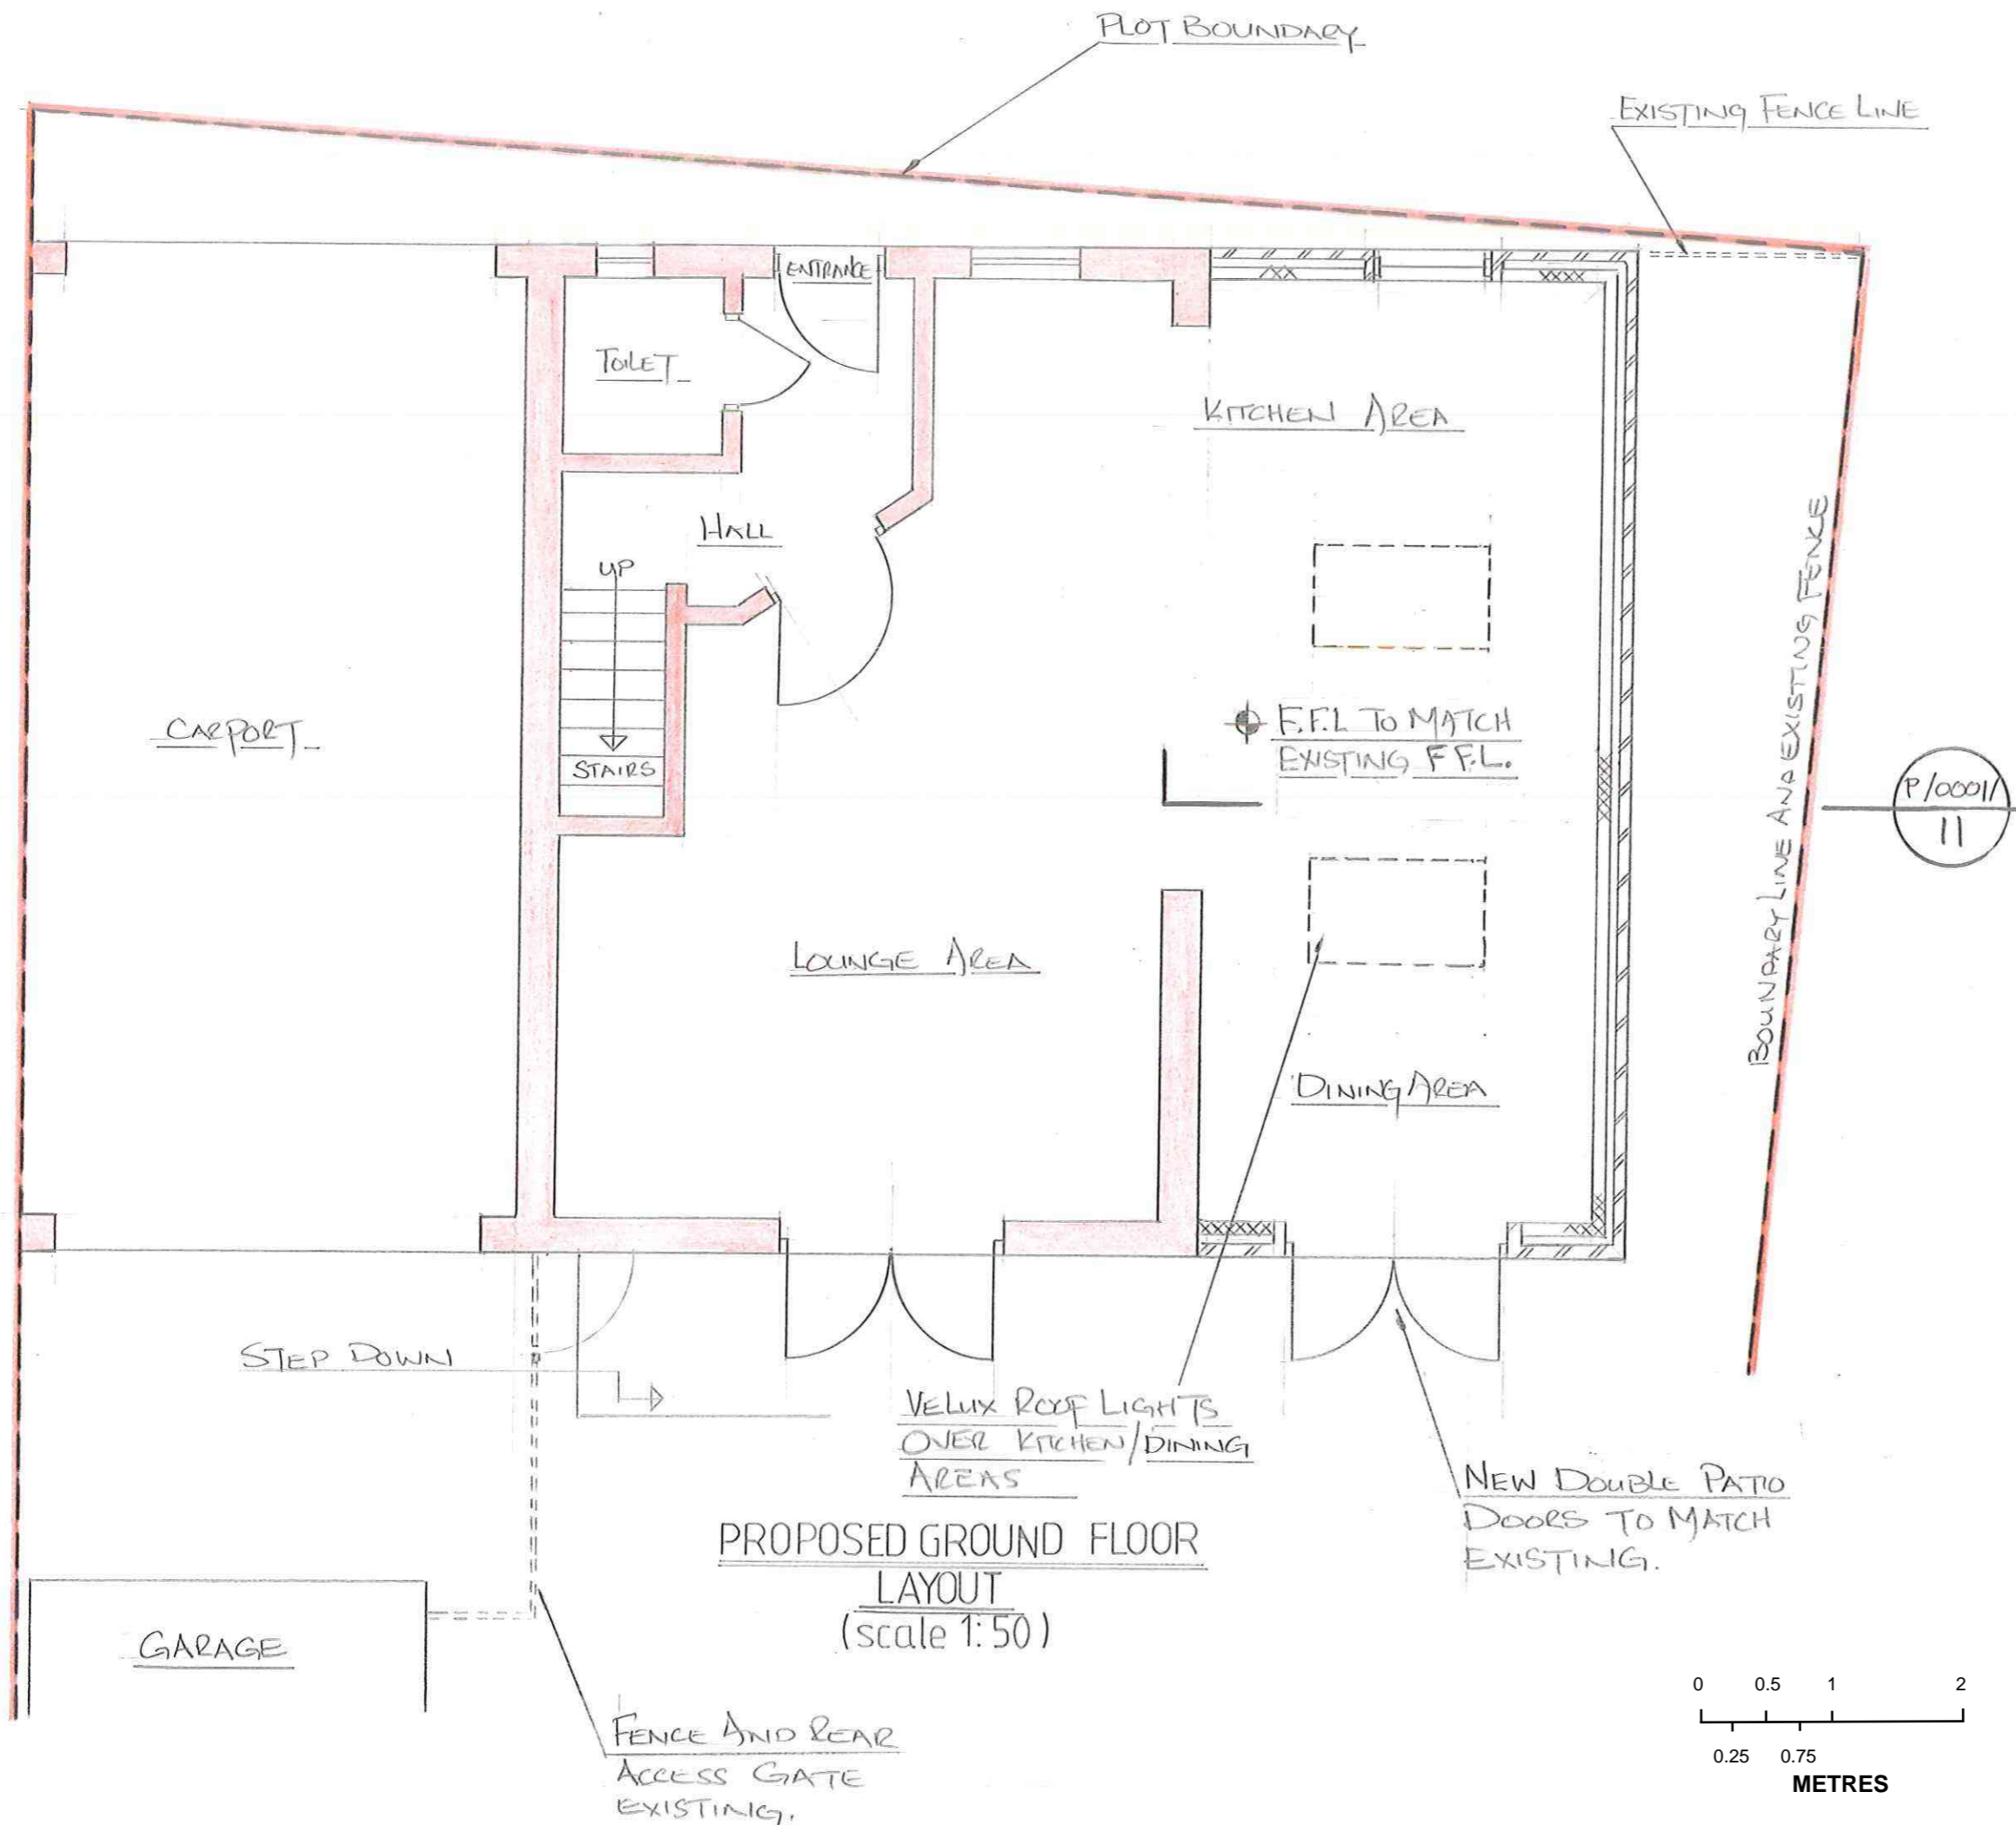 PLOT BOUNDARY
EXISTING FENCE LINE
ENTRANCE
TOILET
KITCHEN AREA
HALL
UP
STAIRS
CARPORT
F.F.L TO MATCH
EXISTING F.F.L.
BOUNDARY LINE AND EXISTING FENCE
P/0001/
11
LOUNGE AREA
DINING AREA
STEP DOWN
VELUX ROOF LIGHTS
OVER KITCHEN/DINING
AREAS
NEW DOUBLE PATIO
DOORS TO MATCH
EXISTING.
PROPOSED GROUND FLOOR
LAYOUT
(scale 1:50)
GARAGE
FENCE AND REAR
ACCESS GATE
EXISTING.
0 0.5 1 2
0.25 0.75
METRES